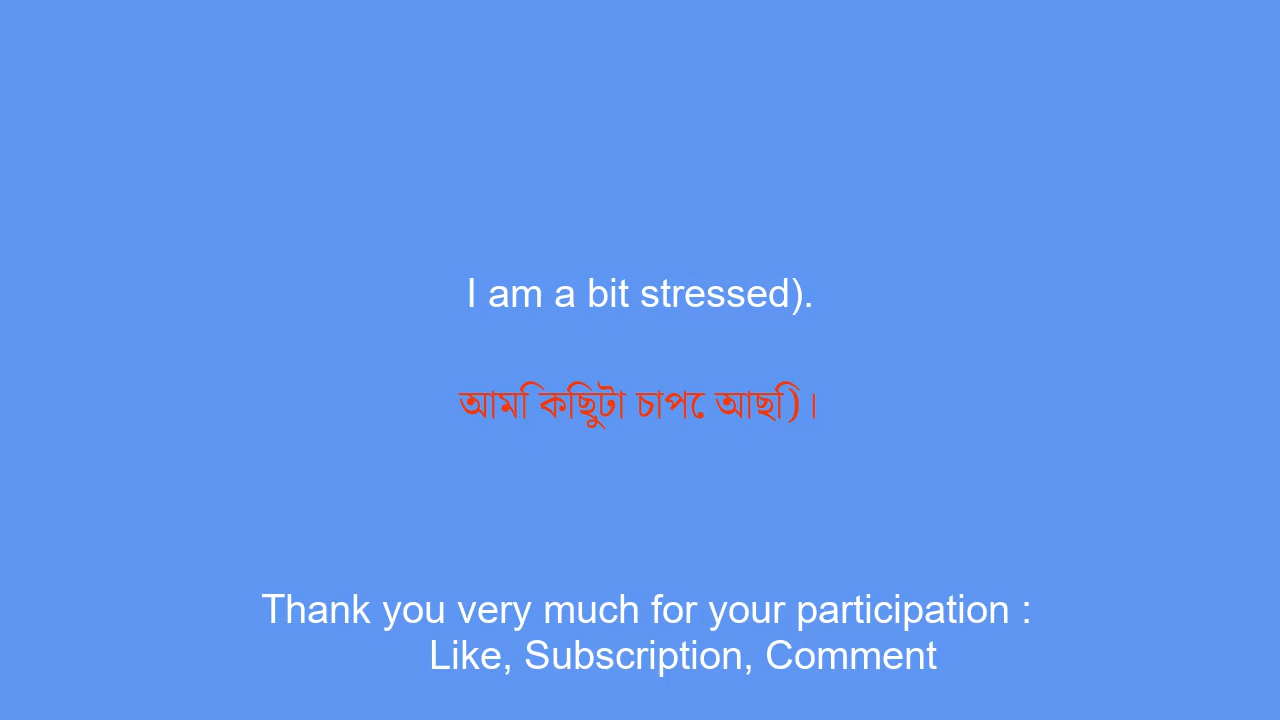 I am a bit stressed).
আমি কিছুটা চাপে আছি)।
Thank you very much for your participation :
Like, Subscription, Comment